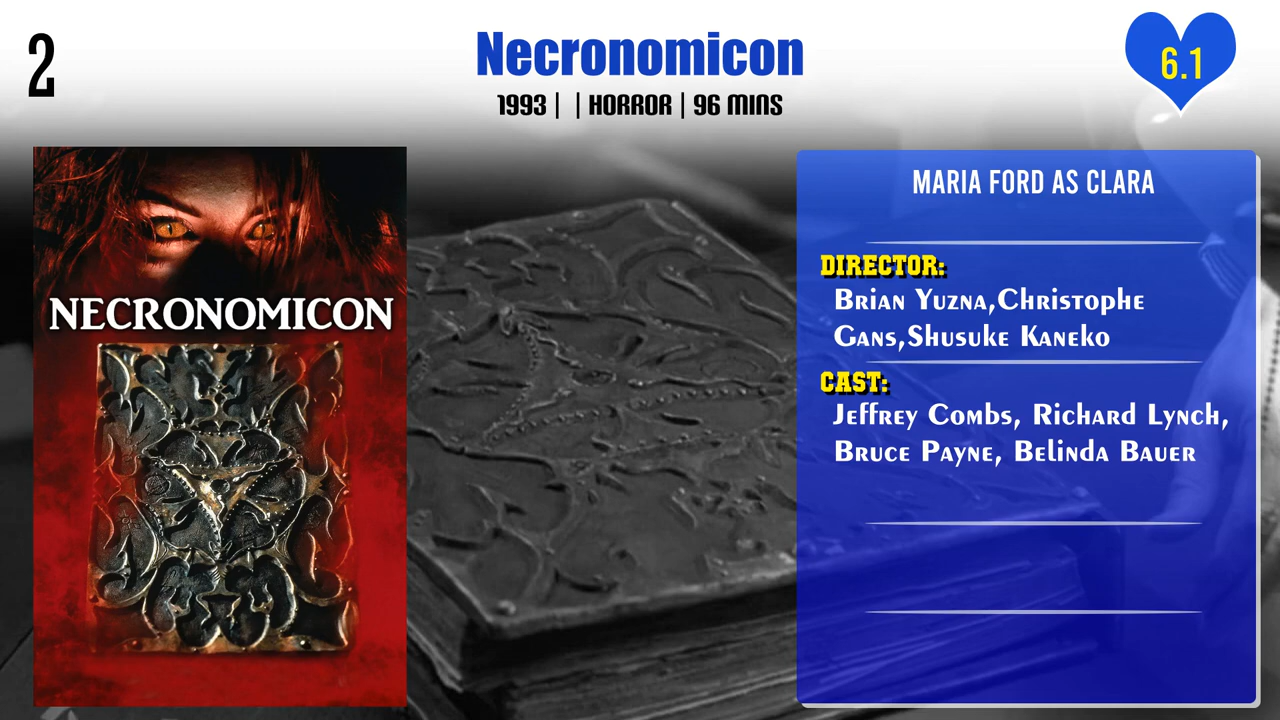 2
Necronomicon
6.1
1993 | | HORROR | 96 MINS
NECRONOMICON
MARIA FORD AS CLARA
DIRECTOR:
Brian Yuzna,Christophe
Gans,Shusuke Kaneko
CAST:
Jeffrey Combs, Richard Lynch,
Bruce Payne, Belinda Bauer